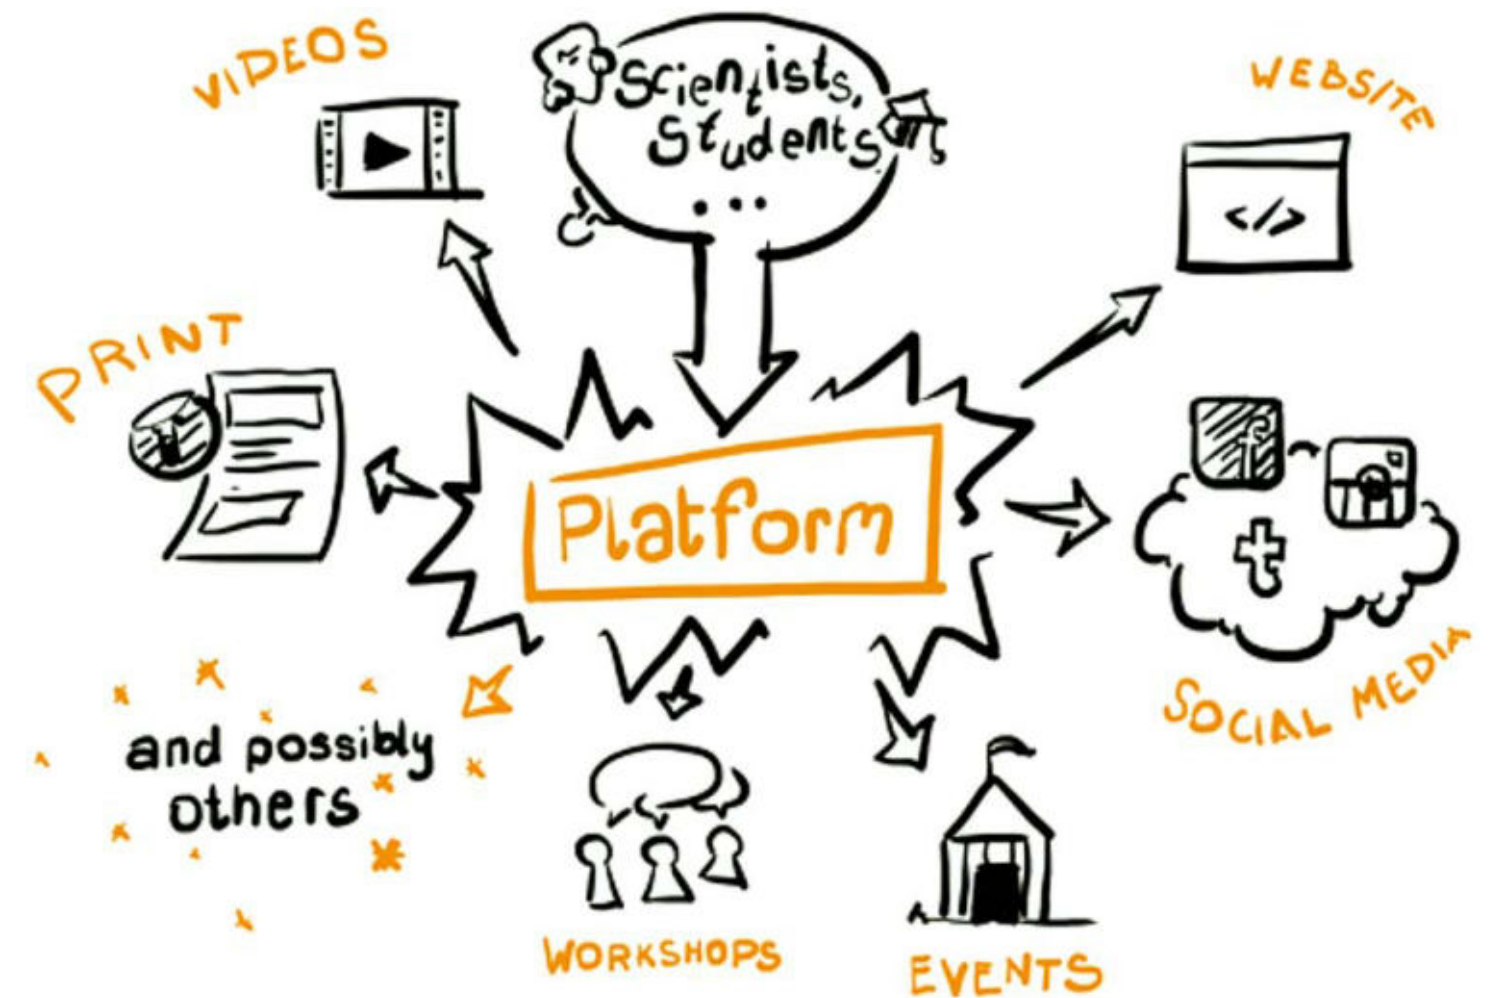 VIDEOS
Scientists,
Students,
...
WEBSITE
</>
PRINT
Platform
f
t
SOCIAL MEDIA
and possibly
others
WORKSHOPS
EVENTS